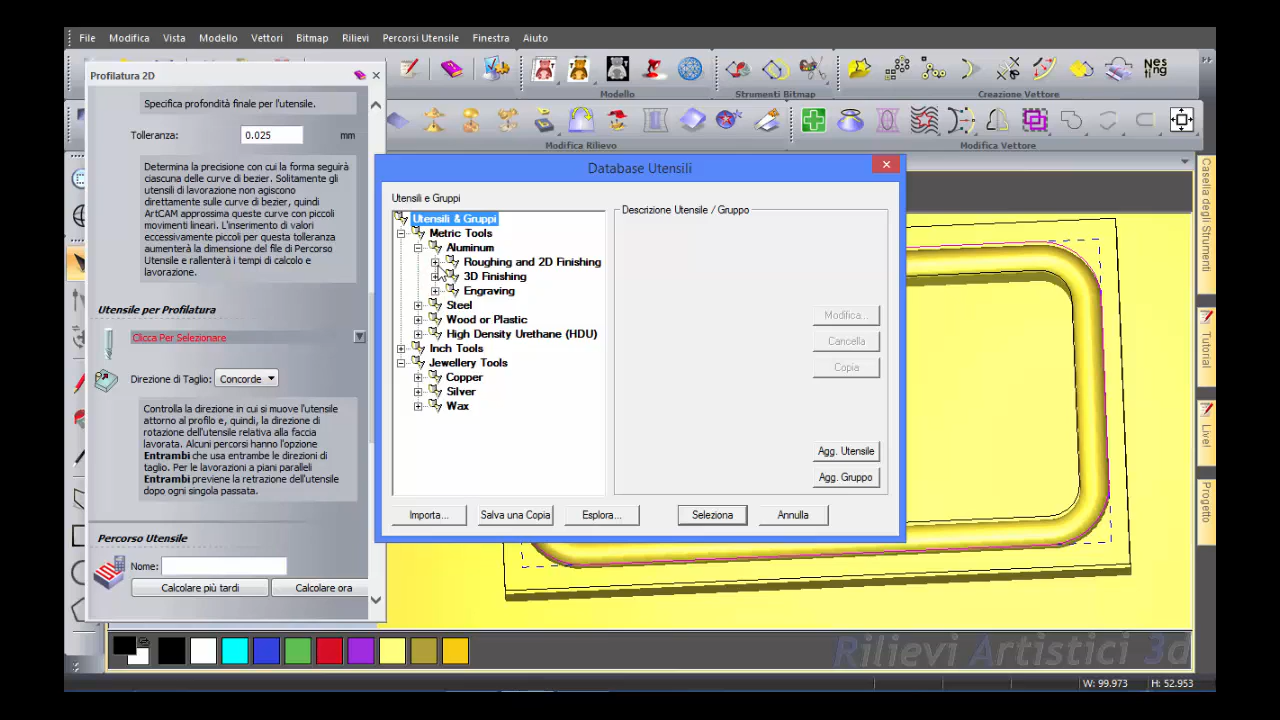 File Modifica Vista Modello Vettori Bitmap Rilievi Percorsi Utensile Finestra Aiuto
Modello Strumenti Bitmap Creazione Vettore
Nes
ting
Modifica Rilievo Modifica Vettore
Profilatura 2D
Specifica profondità finale per l'utensile.
Tolleranza: 0.025 mm
Determina la precisione con cui la forma seguirà
ciascuna delle curve di bezier. Solitamente gli
utensili di lavorazione non agiscono
direttamente sulle curve di bezier, quindi
ArtCAM approssima queste curve con piccoli
movimenti lineari. L'inserimento di valori
eccessivamente piccoli per questa tolleranza
aumenterà la dimensione del file di Percorso
Utensile e rallenterà i tempi di calcolo e
lavorazione.
Utensile per Profilatura
Clicca Per Selezionare
Direzione di Taglio: Concorde
Controlla la direzione in cui si muove l'utensile
attorno al profilo e, quindi, la direzione di
rotazione dell'utensile relativa alla faccia
lavorata. Alcuni percorsi hanno l'opzione
Entrambi che usa entrambe le direzioni di
taglio. Per le lavorazioni a piani paralleli
Entrambi previene la retrazione dell'utensile
dopo ogni singola passata.
Percorso Utensile
Nome:
Calcolare più tardi Calcolare ora
Database Utensili
Utensili e Gruppi
Utensili & Gruppi
Metric Tools
Aluminum
Roughing and 2D Finishing
3D Finishing
Engraving
Steel
Wood or Plastic
High Density Urethane (HDU)
Inch Tools
Jewellery Tools
Copper
Silver
Wax
Descrizione Utensile / Gruppo
Modifica...
Cancella
Copia
Agg. Utensile
Agg. Gruppo
Importa... Salva una Copia Esplora... Seleziona Annulla
Casella degli Strumenti
Tutorial
Livel
Progetto
Rilievi Artistici 3d
W: 99.973 H: 52.953